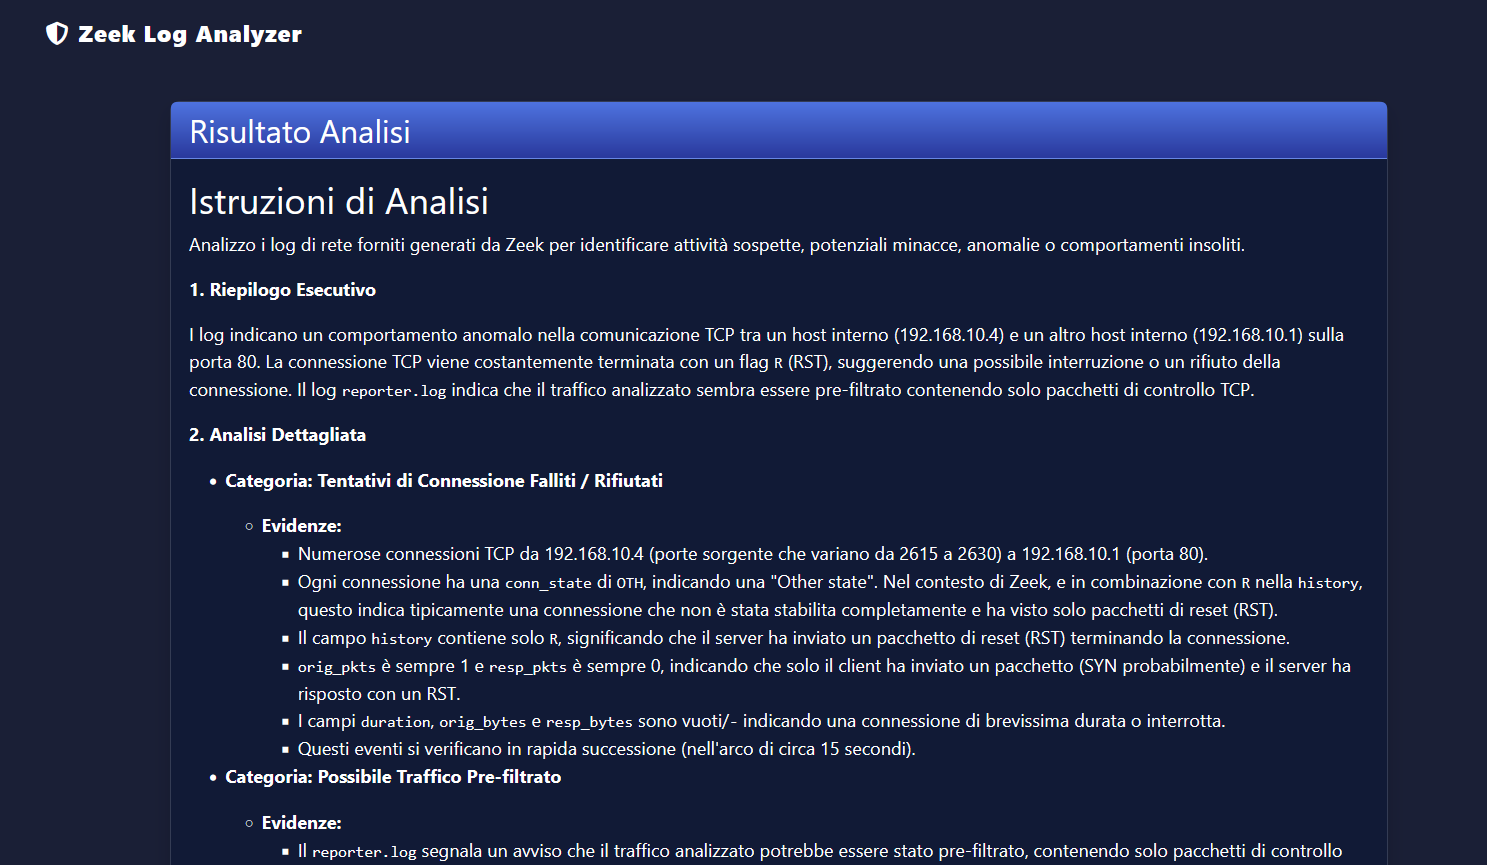 Zeek Log Analyzer
Risultato Analisi
Istruzioni di Analisi
Analizzo i log di rete forniti generati da Zeek per identificare attività sospette, potenziali minacce, anomalie o comportamenti insoliti.
1. Riepilogo Esecutivo
I log indicano un comportamento anomalo nella comunicazione TCP tra un host interno (192.168.10.4) e un altro host interno (192.168.10.1) sulla
porta 80. La connessione TCP viene costantemente terminata con un flag R (RST), suggerendo una possibile interruzione o un rifiuto della
connessione. Il log reporter.log indica che il traffico analizzato sembra essere pre-filtrato contenendo solo pacchetti di controllo TCP.
2. Analisi Dettagliata
• Categoria: Tentativi di Connessione Falliti / Rifiutati
○ Evidenze:
▪ Numerose connessioni TCP da 192.168.10.4 (porte sorgente che variano da 2615 a 2630) a 192.168.10.1 (porta 80).
▪ Ogni connessione ha una conn_state di OTH, indicando una "Other state". Nel contesto di Zeek, e in combinazione con R nella history,
questo indica tipicamente una connessione che non è stata stabilita completamente e ha visto solo pacchetti di reset (RST).
▪ Il campo history contiene solo R, significando che il server ha inviato un pacchetto di reset (RST) terminando la connessione.
▪ orig_pkts è sempre 1 e resp_pkts è sempre 0, indicando che solo il client ha inviato un pacchetto (SYN probabilmente) e il server ha
risposto con un RST.
▪ I campi duration, orig_bytes e resp_bytes sono vuoti/- indicando una connessione di brevissima durata o interrotta.
▪ Questi eventi si verificano in rapida successione (nell'arco di circa 15 secondi).
• Categoria: Possibile Traffico Pre-filtrato
○ Evidenze:
▪ Il reporter.log segnala un avviso che il traffico analizzato potrebbe essere stato pre-filtrato, contenendo solo pacchetti di controllo